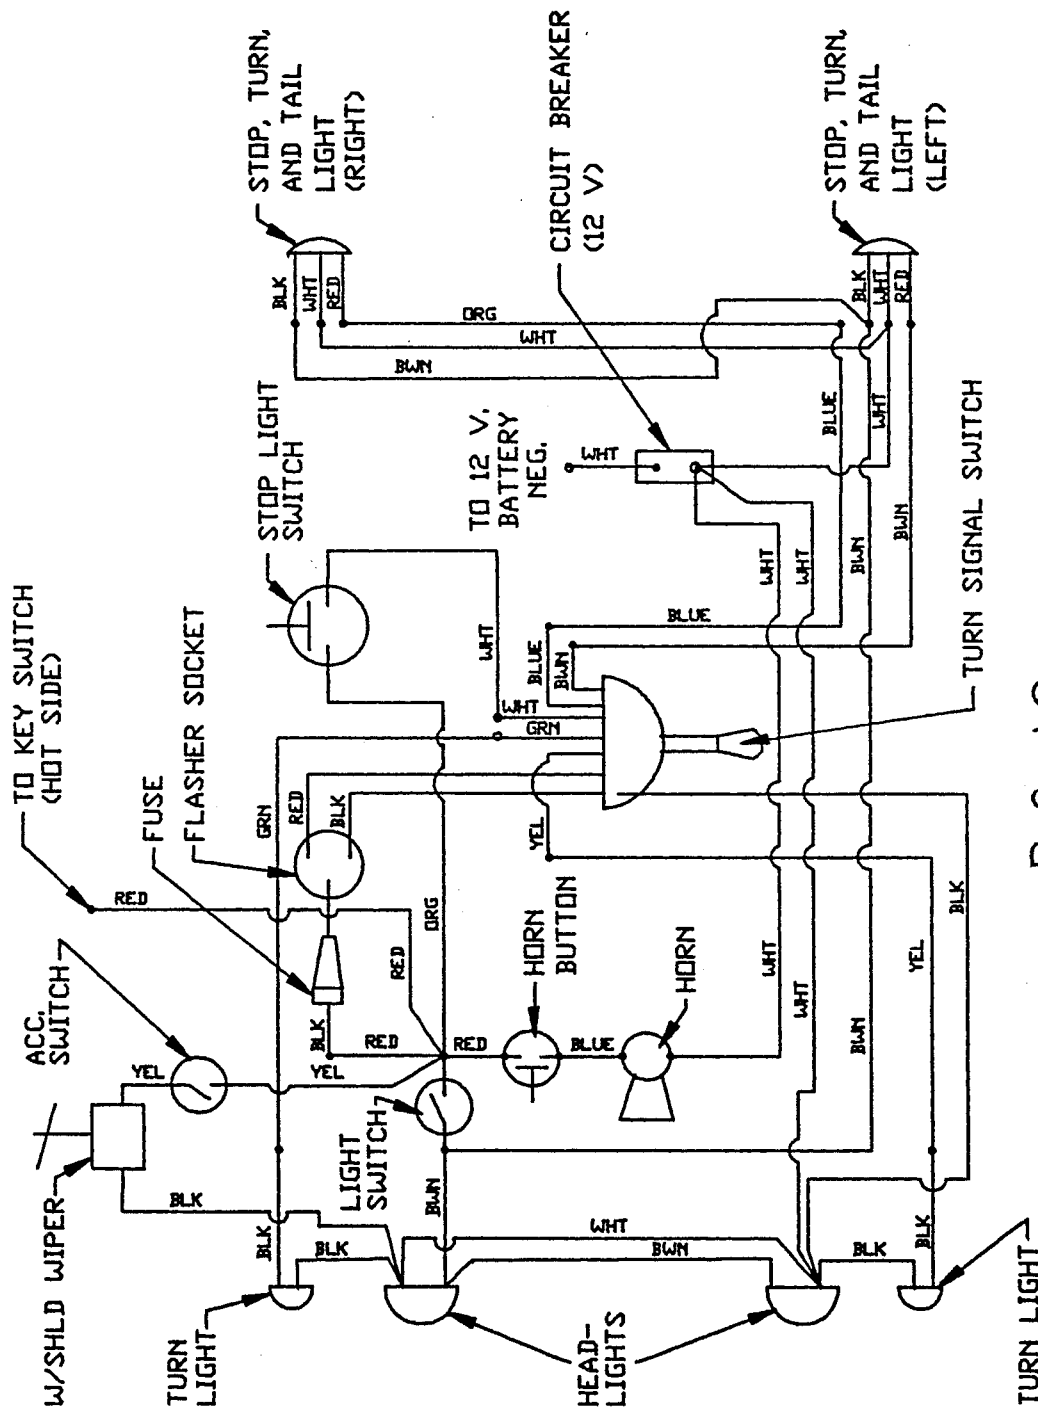 W/SHLD WIPER
ACC.
SWITCH
TO KEY SWITCH
(HOT SIDE)
FUSE
FLASHER SOCKET
STOP LIGHT
SWITCH
STOP, TURN,
AND TAIL
LIGHT
(RIGHT)
TURN
LIGHT
LIGHT
SWITCH
HEAD-
LIGHTS
TURN LIGHT
HORN
BUTTON
HORN
TO 12 V.
BATTERY
NEG.
CIRCUIT BREAKER
(12 V)
TURN SIGNAL SWITCH
STOP, TURN,
AND TAIL
LIGHT
(LEFT)
YEL
RED
BLK
YEL
BLK
BLK
GRN
RED
BLK
BLK
RED
RED
ORG
BWN
RED
BLUE
WHT
BWN
BLK
BLK
WHT
WHT
GRN
YEL
BLUE
BWN
BLUE
WHT
WHT
BWN
YEL
BLK
WHT
WHT
WHT
BWN
BWN
BLUE
WHT
BWN
WHT
ORG
BLK
WHT
RED
BLK
WHT
RED